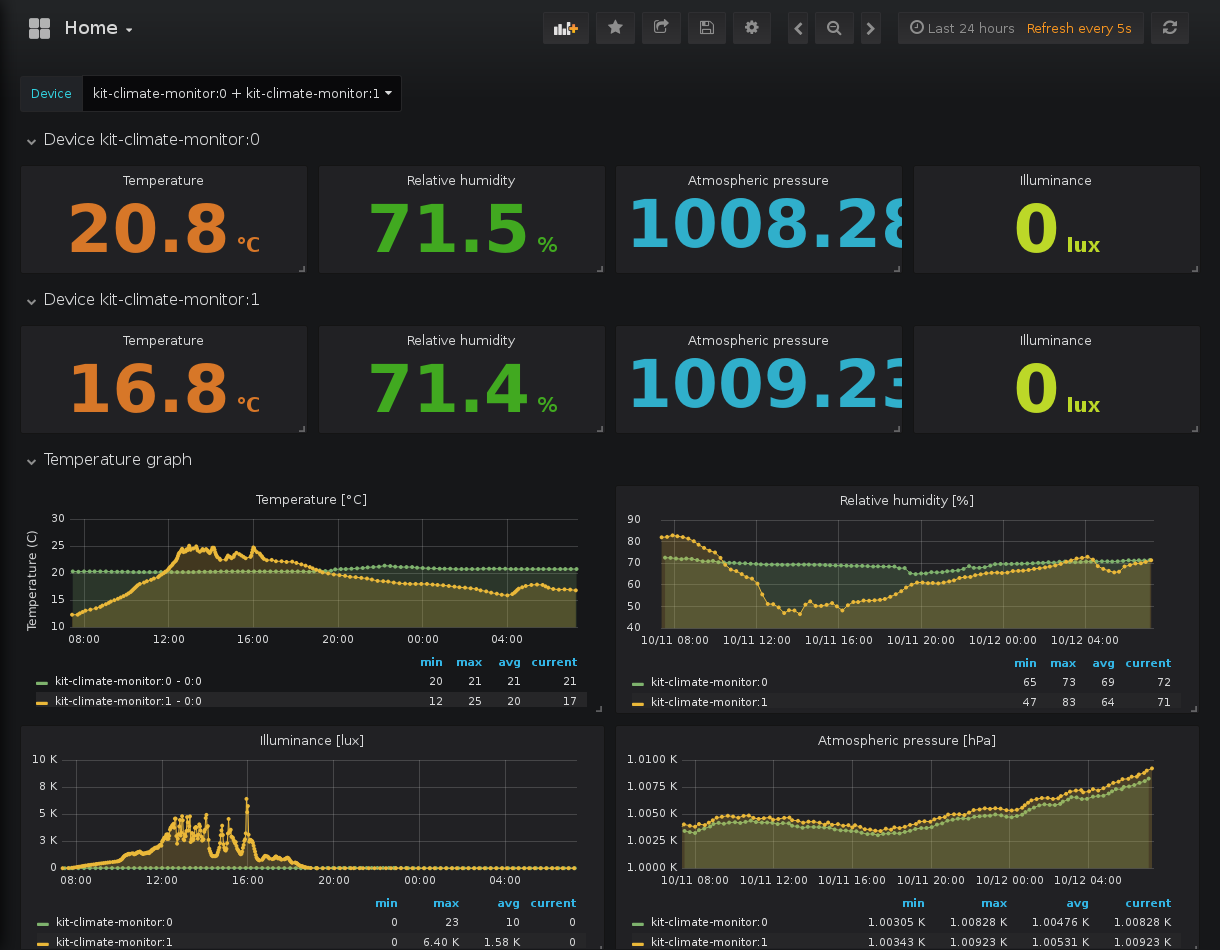 Home
Last 24 hours Refresh every 5s
Device kit-climate-monitor:0 + kit-climate-monitor:1
Device kit-climate-monitor:0
Temperature Relative humidity Atmospheric pressure Illuminance
20.8 °C 71.5 % 1008.28 0 lux
Device kit-climate-monitor:1
Temperature Relative humidity Atmospheric pressure Illuminance
16.8 °C 71.4 % 1009.23 0 lux
Temperature graph
Temperature [°C]
Temperature (C)
30
25
20
15
10
08:00 12:00 16:00 20:00 00:00 04:00
min max avg current
kit-climate-monitor:0 - 0:0 20 21 21 21
kit-climate-monitor:1 - 0:0 12 25 20 17
Relative humidity [%]
90
80
70
60
50
40
10/11 08:00 10/11 12:00 10/11 16:00 10/11 20:00 10/12 00:00 10/12 04:00
min max avg current
kit-climate-monitor:0 65 73 69 72
kit-climate-monitor:1 47 83 64 71
Illuminance [lux]
10 K
8 K
5 K
3 K
0
08:00 12:00 16:00 20:00 00:00 04:00
min max avg current
kit-climate-monitor:0 0 23 10 0
kit-climate-monitor:1 0 6.40 K 1.58 K 0
Atmospheric pressure [hPa]
1.0100 K
1.0075 K
1.0050 K
1.0025 K
1.0000 K
10/11 08:00 10/11 12:00 10/11 16:00 10/11 20:00 10/12 00:00 10/12 04:00
min max avg current
kit-climate-monitor:0 1.00305 K 1.00828 K 1.00476 K 1.00828 K
kit-climate-monitor:1 1.00343 K 1.00923 K 1.00531 K 1.00923 K